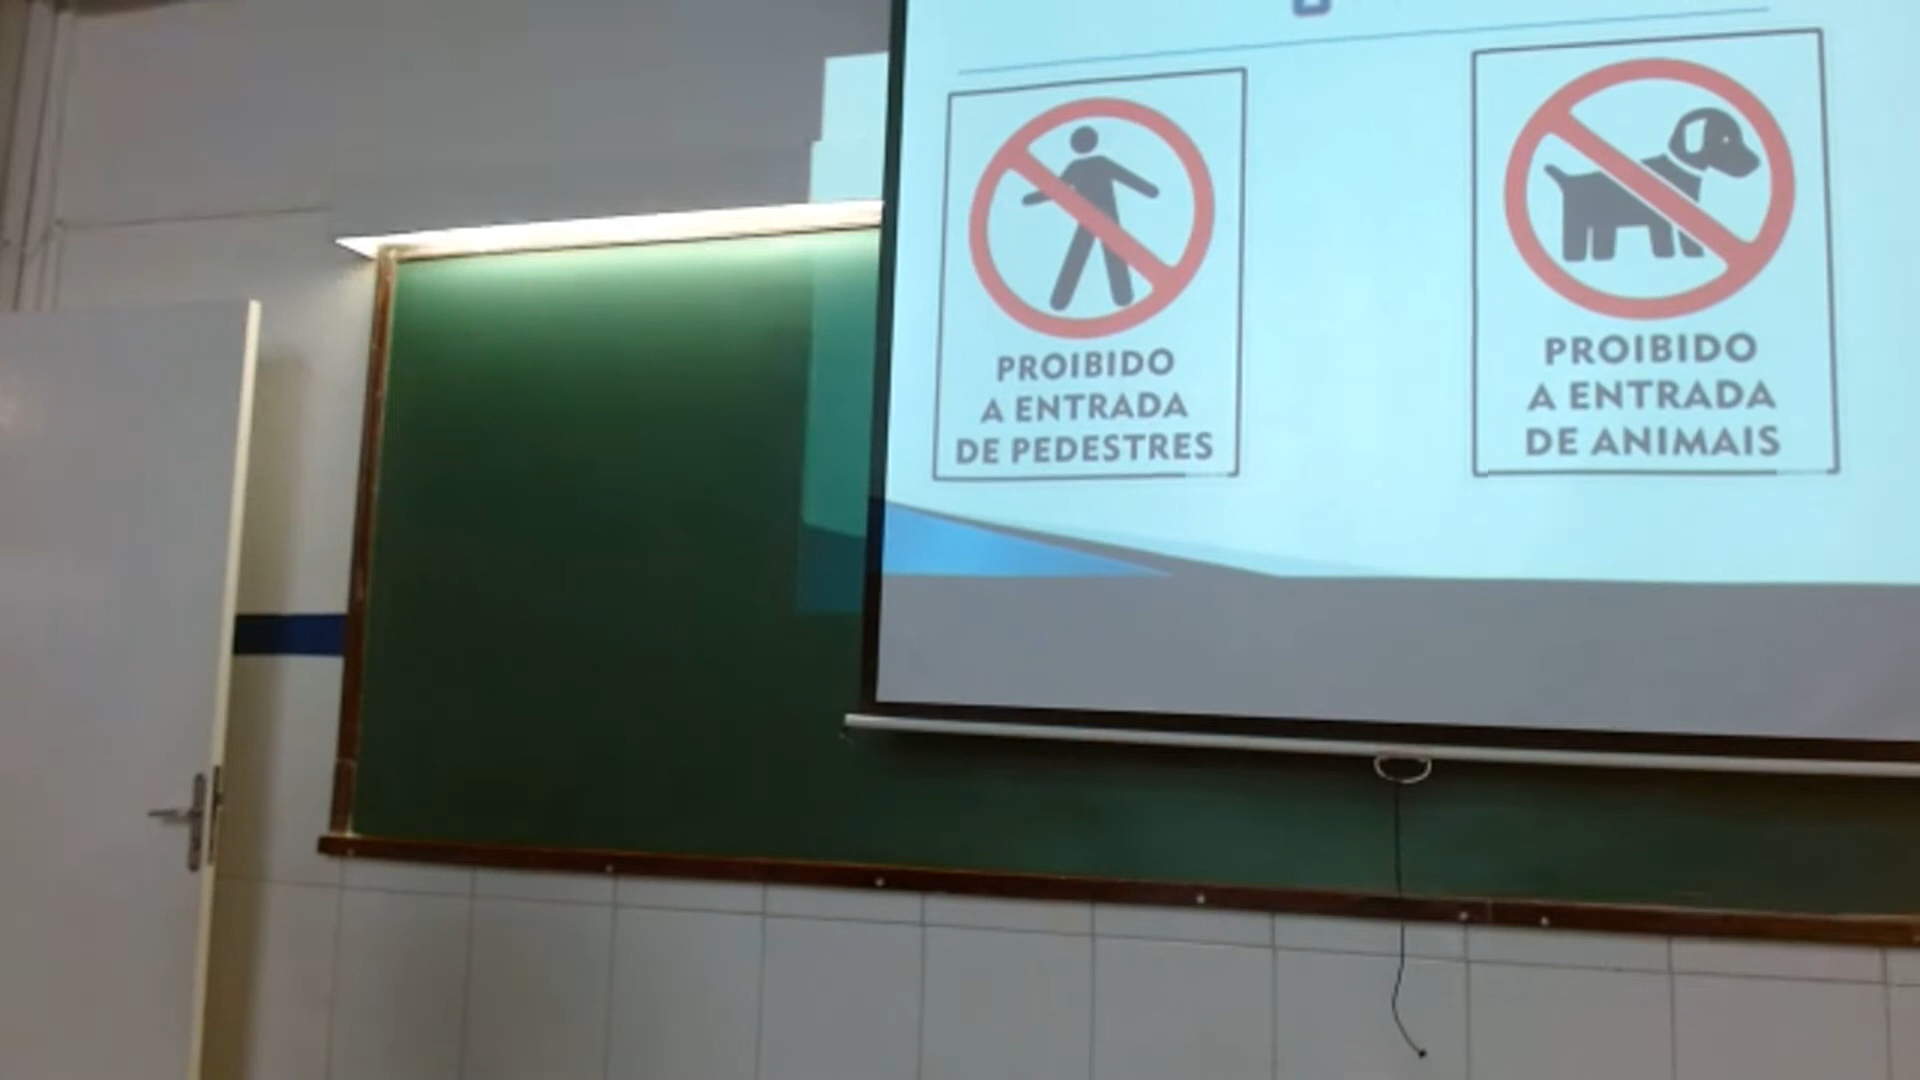 PROIBIDO
A ENTRADA
DE PEDESTRES
PROIBIDO
A ENTRADA
DE ANIMAIS